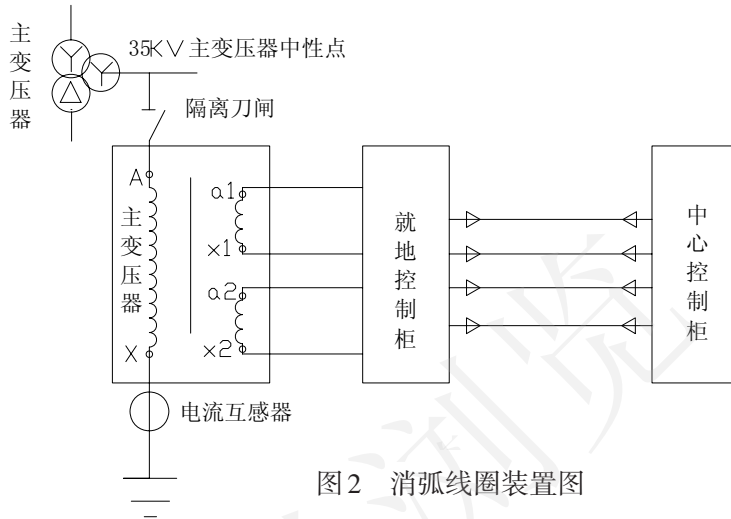 主变压器
35KV主变压器中性点
隔离刀闸
A
a1
主变压器
x1
a2
X
x2
就地控制柜
中心控制柜
电流互感器
图2 消弧线圈装置图
浏览